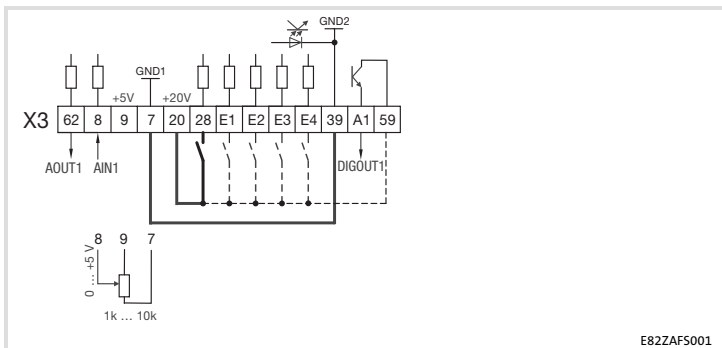 GND2
GND1
+5V +20V
X3 62 8 9 7 20 28 E1 E2 E3 E4 39 A1 59
AOUT1 AIN1 DIGOUT1
8 9 7
0 ... +5 V
1k ... 10k
E82ZAFS001